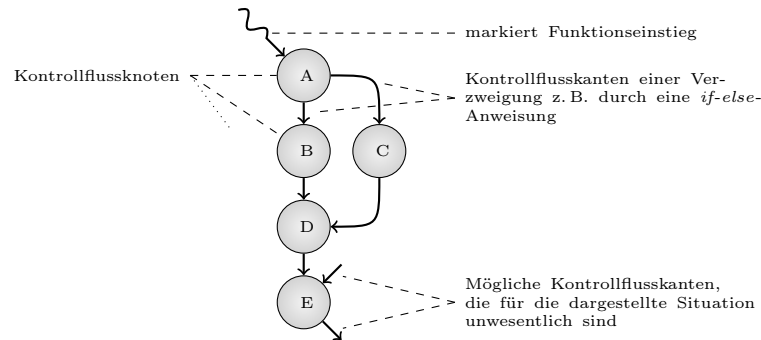 markiert Funktionseinstieg
Kontrollflussknoten
A
Kontrollflusskanten einer Ver-
zweigung z. B. durch eine if-else-
Anweisung
B
C
D
E
Mögliche Kontrollflusskanten,
die für die dargestellte Situation
unwesentlich sind